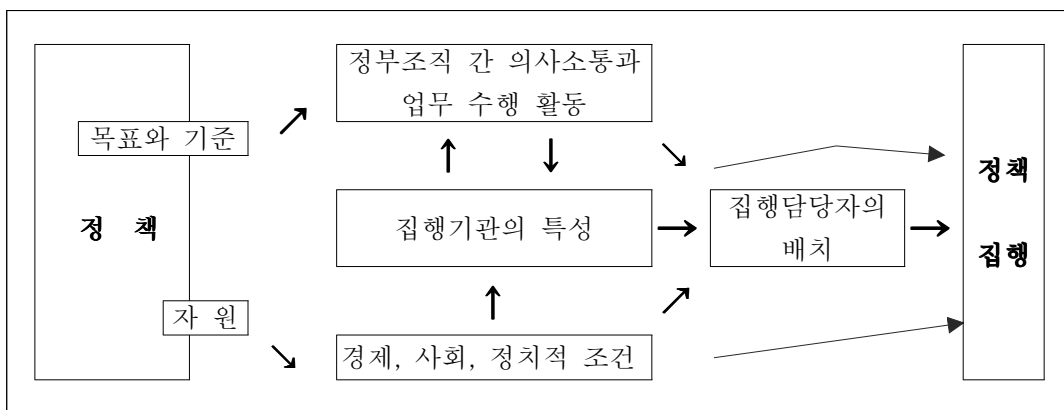 정부조직 간 의사소통과
업무 수행 활동
목표와 기준
정 책
집행기관의 특성
집행담당자의
배치
정책
집행
자 원
경제, 사회, 정치적 조건